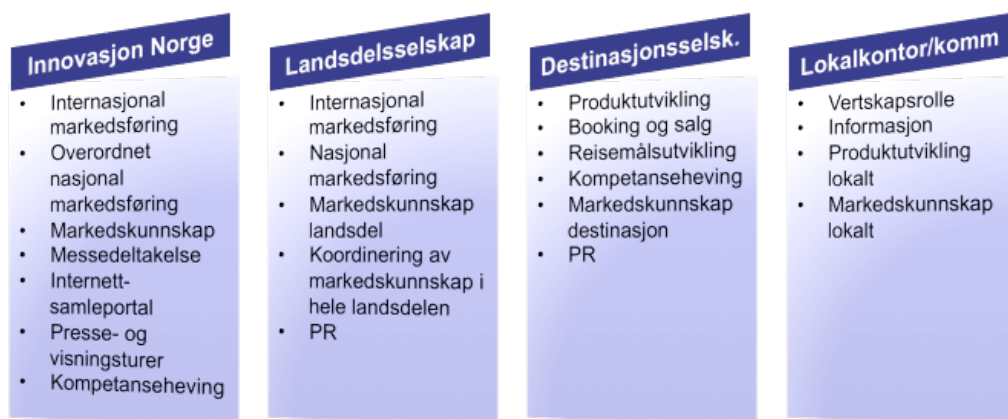 Innovasjon Norge
• Internasjonal
markedsføring
• Overordnet
nasjonal
markedsføring
• Markedskunnskap
• Messedeltakelse
• Internett-
samleportal
• Presse- og
visningsturer
• Kompetanseheving
Landsdelsselskap
• Internasjonal
markedsføring
• Nasjonal
markedsføring
• Markedskunnskap
landsdel
• Koordinering av
markedskunnskap i
hele landsdelen
• PR
Destinasjonsselsk.
• Produktutvikling
• Booking og salg
• Reisemålsutvikling
• Kompetanseheving
• Markedskunnskap
destinasjon
• PR
Lokalkontor/komm
• Vertskapsrolle
• Informasjon
• Produktutvikling
lokalt
• Markedskunnskap
lokalt